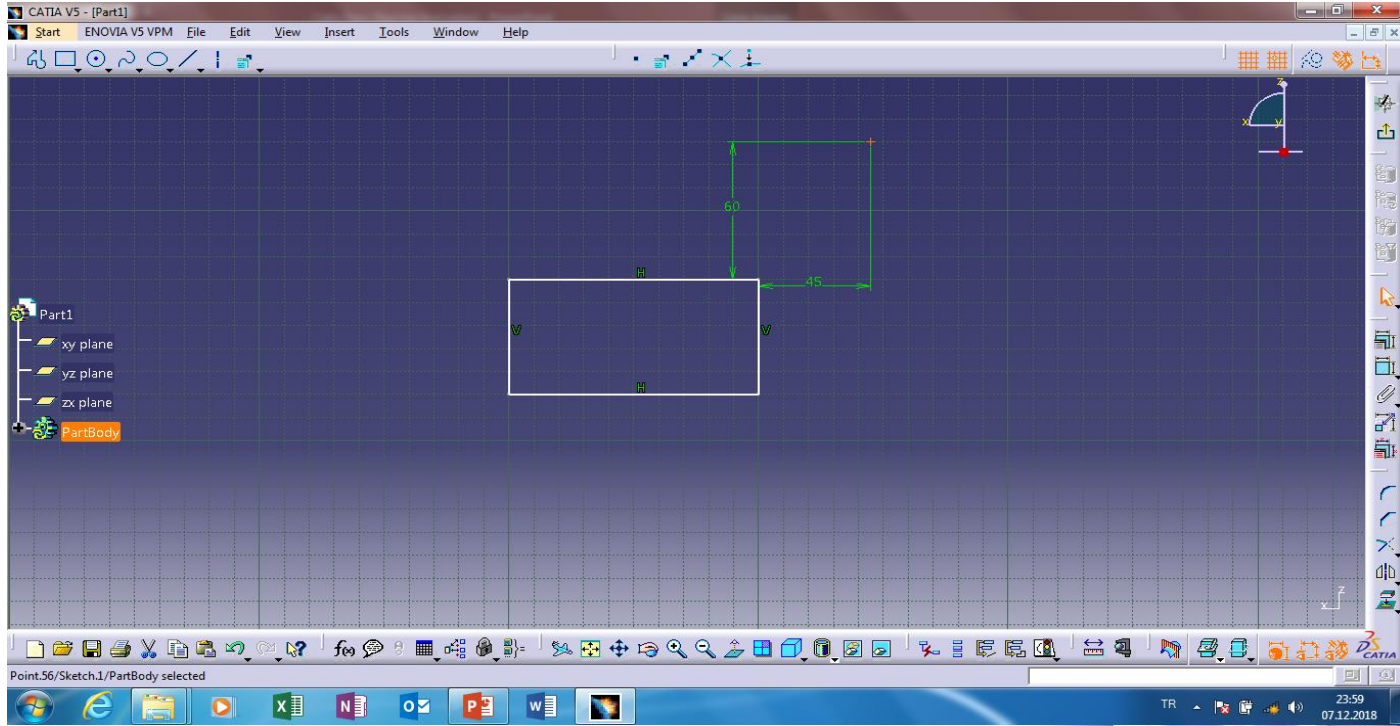 CATIA V5 - [Part1]
Start ENOVIA V5 VPM File Edit View Insert Tools Window Help
z
x y
60
H
45
V V
H
Part1
xy plane
yz plane
zx plane
PartBody
z
x
f(x)
CATIA
Point.56/Sketch.1/PartBody selected
TR 23:59
07.12.2018